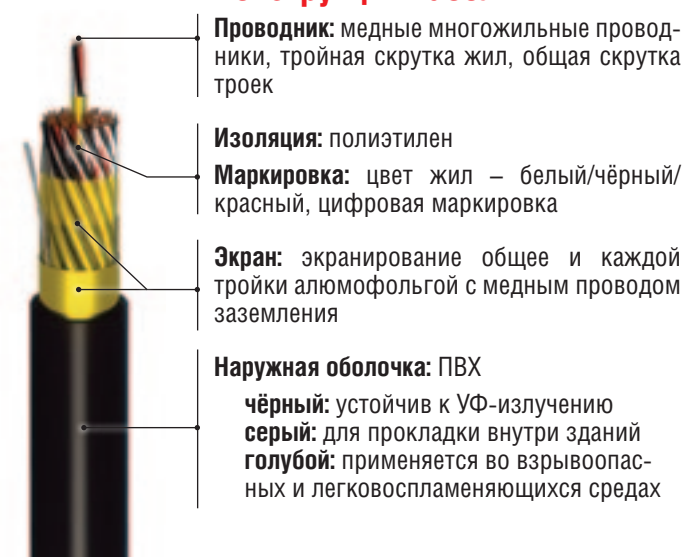 Проводник: медные многожильные провод-
ники, тройная скрутка жил, общая скрутка
троек
Изоляция: полиэтилен
Маркировка: цвет жил – белый/чёрный/
красный, цифровая маркировка
Экран: экранирование общее и каждой
тройки алюмофольгой с медным проводом
заземления
Наружная оболочка: ПВХ
чёрный: устойчив к УФ-излучению
серый: для прокладки внутри зданий
голубой: применяется во взрывоопас-
ных и легковоспламеняющихся средах